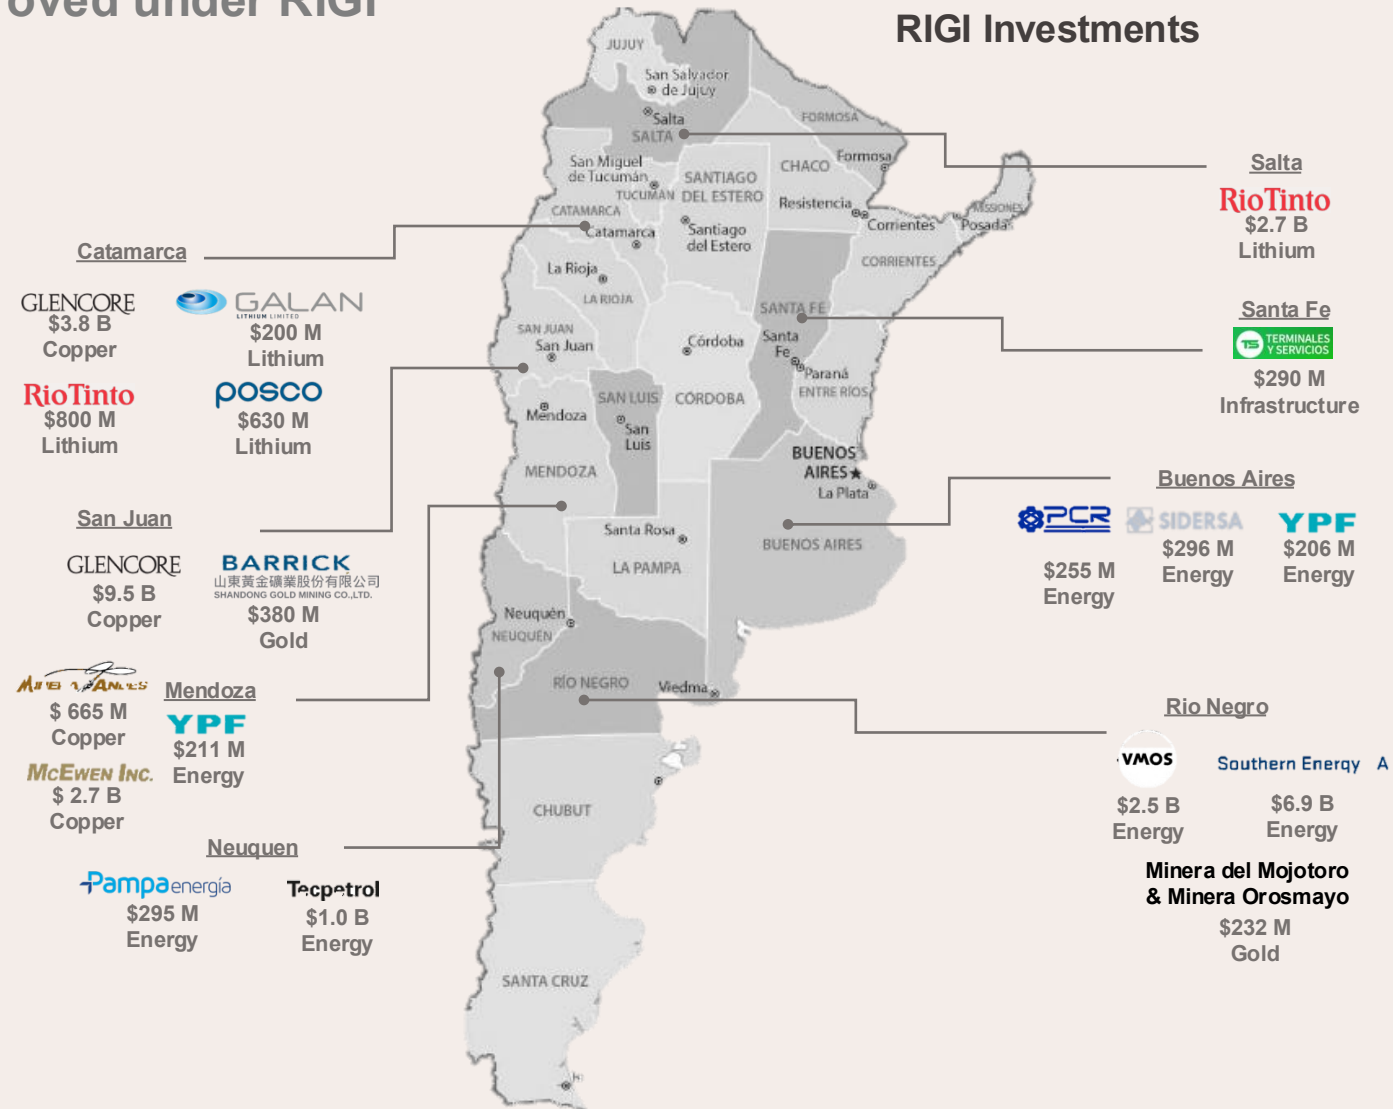 oved under RIGI
RIGI Investments
JUJUY
San Salvador
de Jujuy
Salta
SALTA
FORMOSA
Formosa
CHACO
San Miguel
de Tucumán
TUCUMÁN
SANTIAGO
DEL ESTERO
Resistencia
MISSIONES
Posadas
Corrientes
CATAMARCA
Catamarca
Santiago
del Estero
CORRIENTES
La Rioja
LA RIOJA
SANTA FE
SAN JUAN
San Juan
Córdoba
Santa
Fe
Paraná
ENTRE RÍOS
SAN LUIS
CÓRDOBA
Mendoza
San
Luis
MENDOZA
BUENOS
AIRES
La Plata
Santa Rosa
BUENOS AIRES
LA PAMPA
Neuquén
NEUQUÉN
RÍO NEGRO
Viedma
CHUBUT
SANTA CRUZ
Catamarca
GLENCORE
$3.8 B
Copper
GALAN
LITHIUM LIMITED
$200 M
Lithium
RioTinto
$800 M
Lithium
posco
$630 M
Lithium
San Juan
GLENCORE
$9.5 B
Copper
BARRICK
山東黃金礦業股份有限公司
SHANDONG GOLD MINING CO.,LTD.
$380 M
Gold
$ 665 M
Copper
McEWEN INC.
$ 2.7 B
Copper
Mendoza
YPF
$211 M
Energy
Neuquen
Pampa energía
$295 M
Energy
Tecpetrol
$1.0 B
Energy
Salta
RioTinto
$2.7 B
Lithium
Santa Fe
TS TERMINALES
Y SERVICIOS
$290 M
Infrastructure
Buenos Aires
PCR
$255 M
Energy
SIDERSA
$296 M
Energy
YPF
$206 M
Energy
Rio Negro
VMOS
$2.5 B
Energy
Southern Energy A
$6.9 B
Energy
Minera del Mojotoro
& Minera Orosmayo
$232 M
Gold